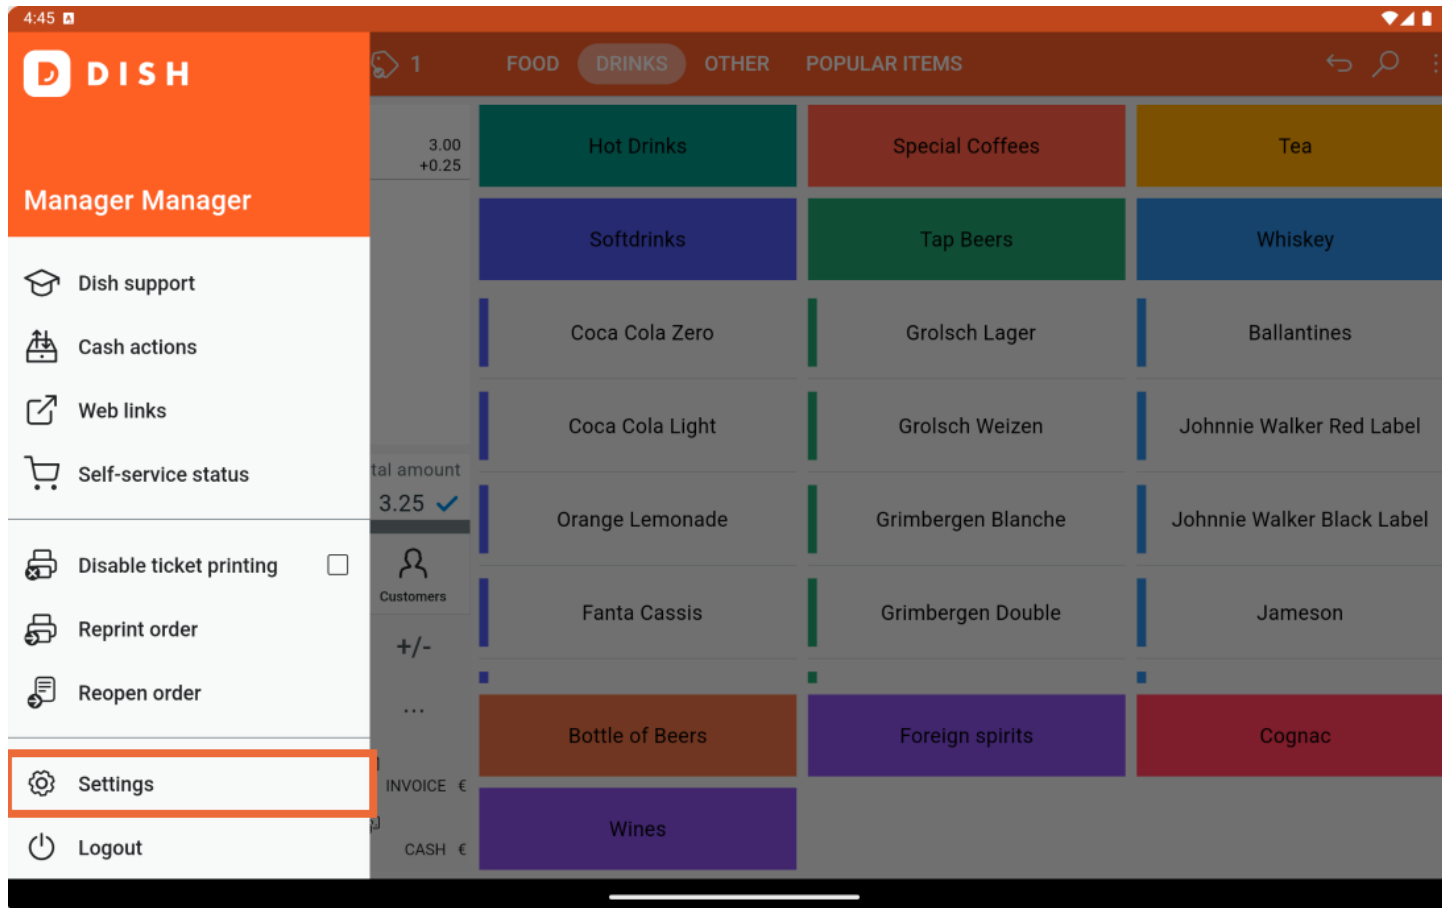 4:45
DISH
1
FOOD
DRINKS
OTHER
POPULAR ITEMS
Manager Manager
Dish support
Cash actions
Web links
Self-service status
Disable ticket printing
Reprint order
Reopen order
Settings
Logout
3.00
+0.25
tal amount
3.25
Customers
+/-
...
INVOICE €
CASH €
Hot Drinks
Special Coffees
Tea
Softdrinks
Tap Beers
Whiskey
Coca Cola Zero
Grolsch Lager
Ballantines
Coca Cola Light
Grolsch Weizen
Johnnie Walker Red Label
Orange Lemonade
Grimbergen Blanche
Johnnie Walker Black Label
Fanta Cassis
Grimbergen Double
Jameson
Bottle of Beers
Foreign spirits
Cognac
Wines